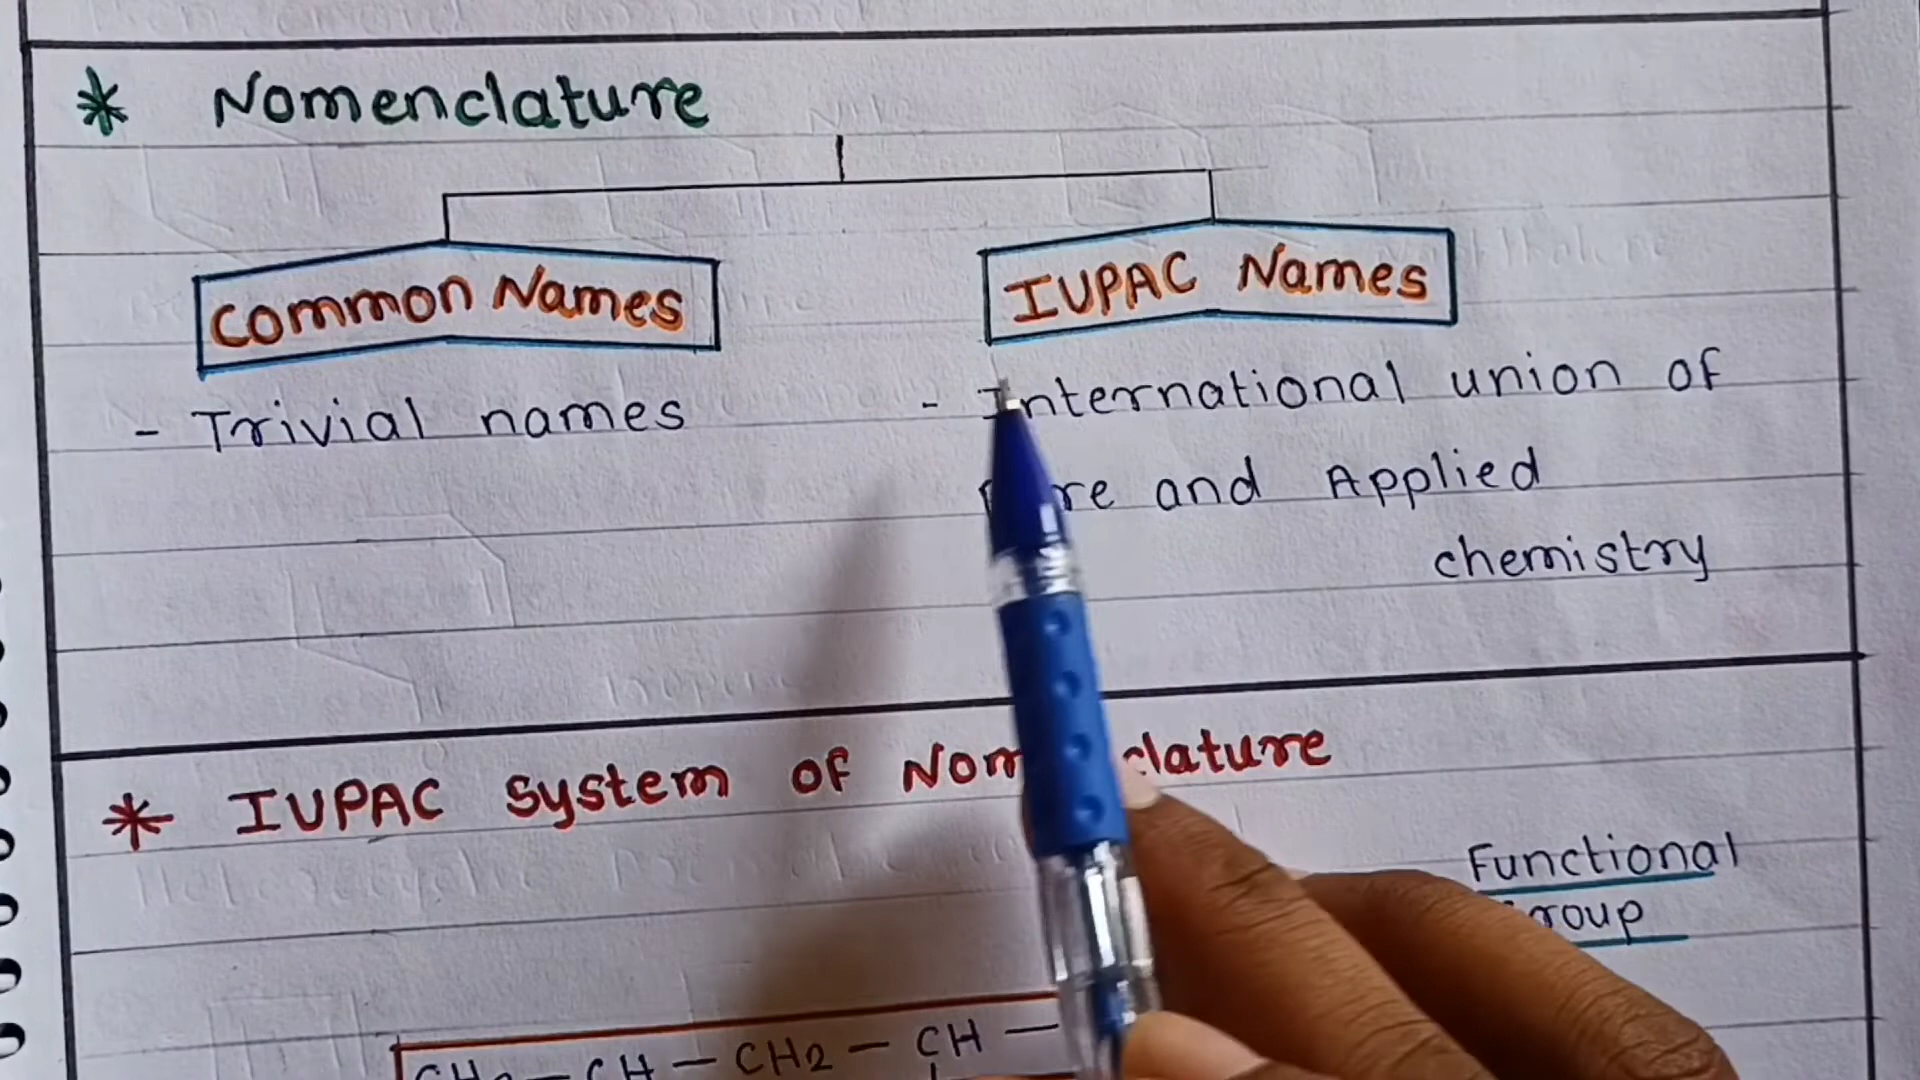 * Nomenclature
Common Names
IUPAC Names
- Trivial names
- International union of
and Applied
chemistry
* IUPAC System of
Functional
CH - CH2 - CH -